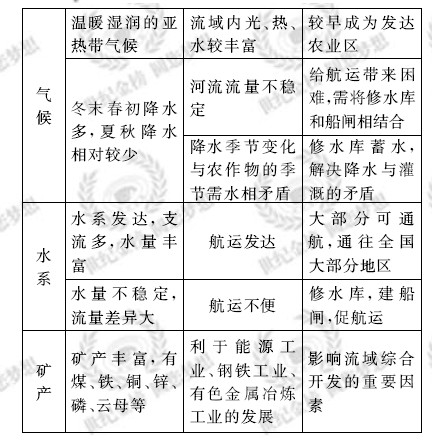 气候
温暖湿润的亚
热带气候
流域内光、热、
水较丰富
较早成为发达
农业区
冬末春初降水
多，夏秋降水
相对较少
河流流量不稳
定
给航运带来困
难，需将修水库
和船闸相结合
降水季节变化
与农作物的季
节需水相矛盾
修水库蓄水，
解决降水与灌
溉的矛盾
水系
水系发达，支
流多，水量丰
富
航运发达
大部分可通
航，通往全国
大部分地区
水量不稳定，
流量差异大
航运不便
修水库，建船
闸，促航运
矿产
矿产丰富，有
煤、铁、铜、锌、
磷、云母等
利于能源工
业、钢铁工业、
有色金属冶炼
工业的发展
影响流域综合
开发的重要因
素